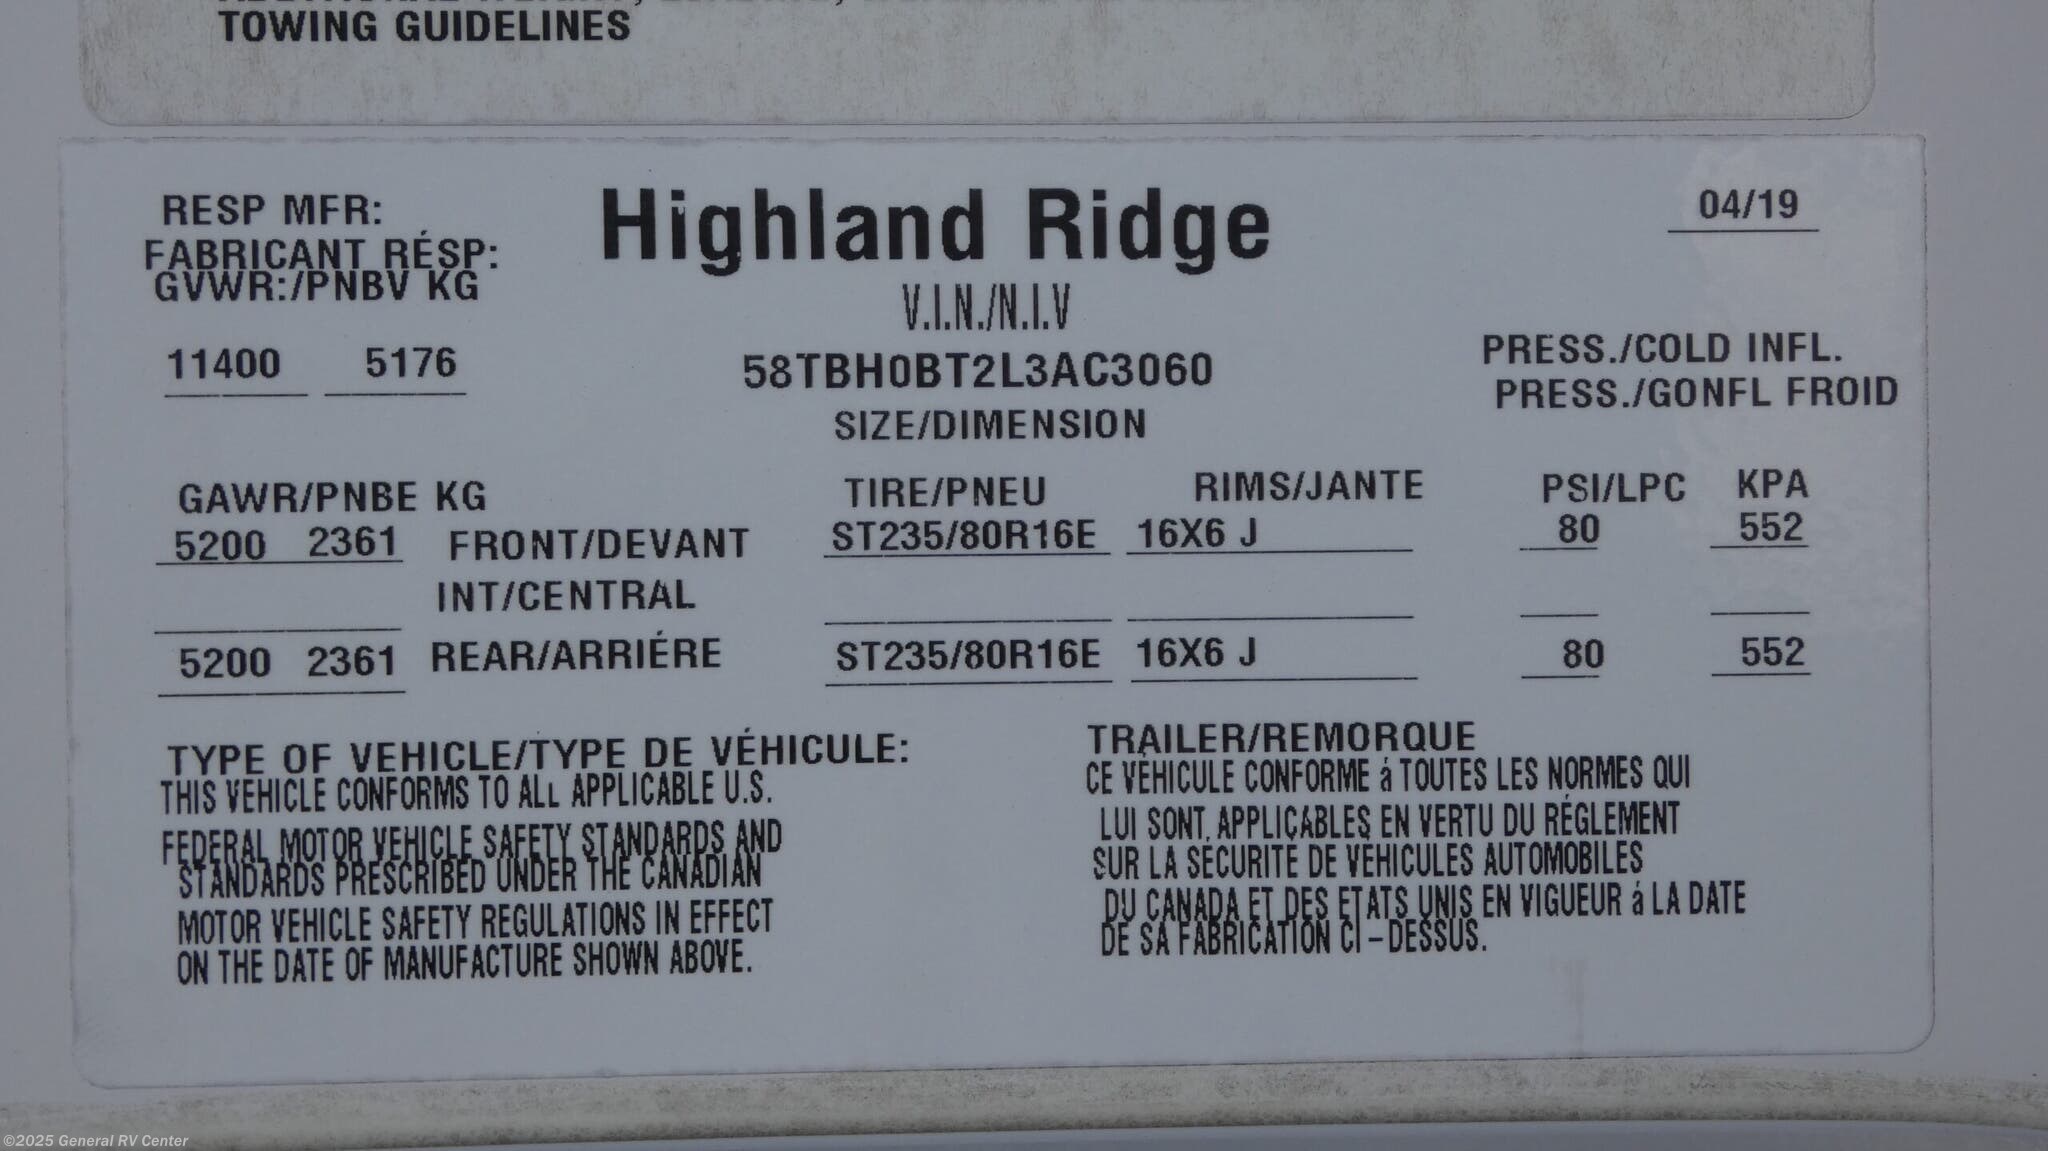 TOWING GUIDELINES
RESP MFR:
Highland Ridge
04/19
FABRICANT RÉSP:
GVWR:/PNBV KG
V.I.N./N.I.V
11400 5176
58TBH0BT2L3AC3060
PRESS./COLD INFL.
PRESS./GONFL FROID
SIZE/DIMENSION
GAWR/PNBE KG
TIRE/PNEU RIMS/JANTE PSI/LPC KPA
5200 2361 FRONT/DEVANT ST235/80R16E 16X6 J 80 552
INT/CENTRAL
5200 2361 REAR/ARRIÉRE ST235/80R16E 16X6 J 80 552
TYPE OF VEHICLE/TYPE DE VÉHICULE:
THIS VEHICLE CONFORMS TO ALL APPLICABLE U.S.
FEDERAL MOTOR VEHICLE SAFETY STANDARDS AND
STANDARDS PRESCRIBED UNDER THE CANADIAN
MOTOR VEHICLE SAFETY REGULATIONS IN EFFECT
ON THE DATE OF MANUFACTURE SHOWN ABOVE.
TRAILER/REMORQUE
CE VÉHICULE CONFORME á TOUTES LES NORMES QUI
LUI SONT APPLIÇABLES EN VERTU DU RÉGLEMENT
SUR LA SÉCURITÉ DE VÉHICULES AUTOMOBILES
DU CANADA ET DES ETATS UNIS EN VIGUEUR á LA DATE
DE SA FABRICATION CI-DESSUS.
©2025 General RV Center